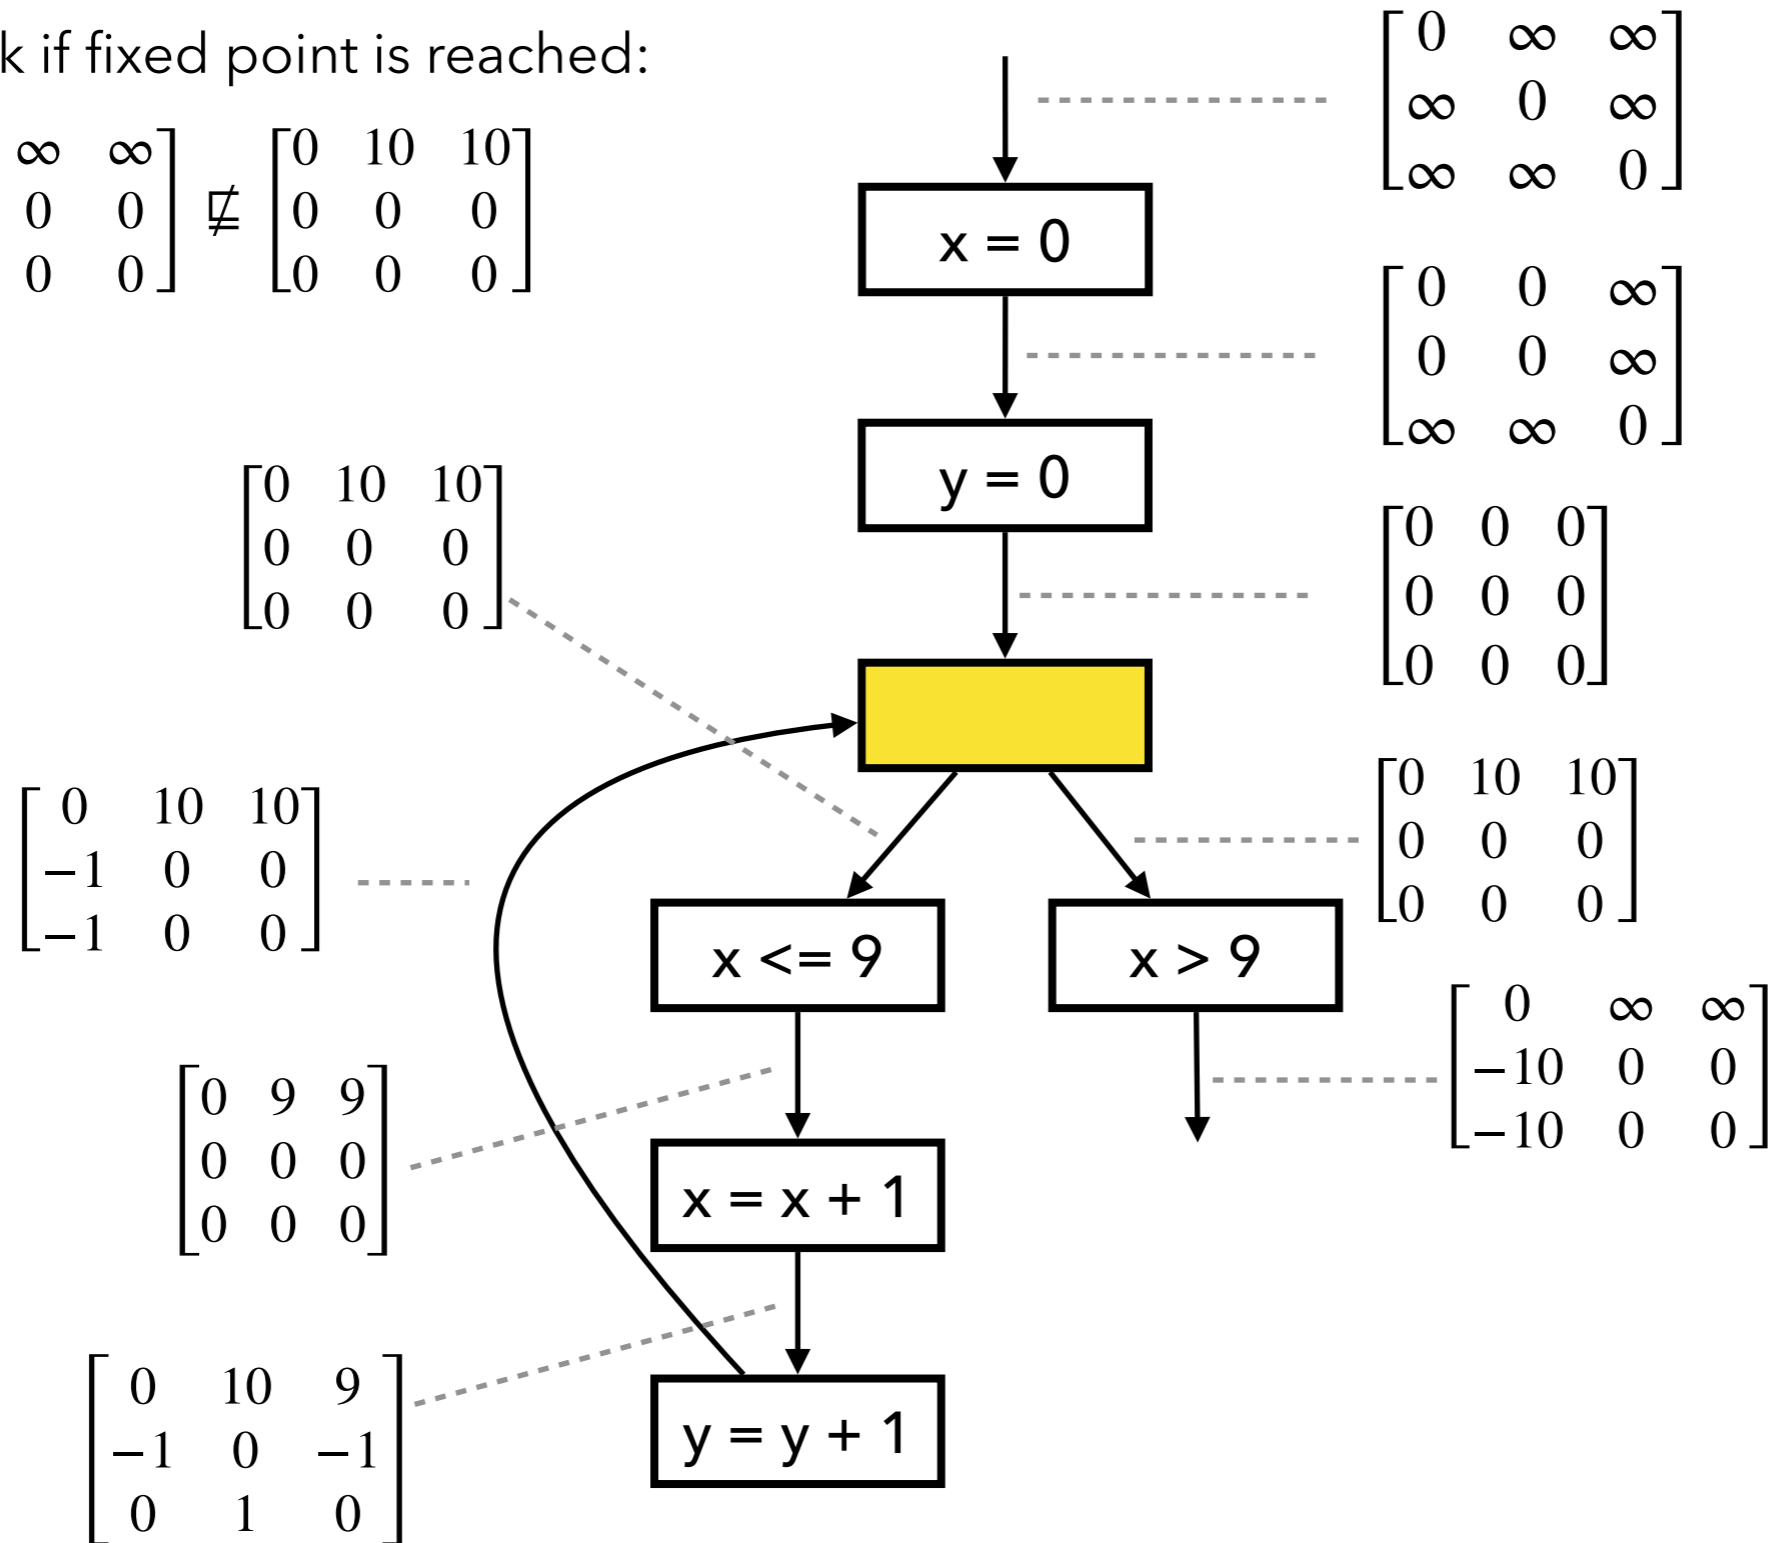 k if fixed point is reached:
∞ ∞
0 0
0 0
⋢
0 10 10
0 0 0
0 0 0
0 ∞ ∞
∞ 0 ∞
∞ ∞ 0
x = 0
0 0 ∞
0 0 ∞
∞ ∞ 0
y = 0
0 10 10
0 0 0
0 0 0
0 0 0
0 0 0
0 0 0
0 10 10
−1 0 0
−1 0 0
0 10 10
0 0 0
0 0 0
x <= 9
x > 9
0 ∞ ∞
−10 0 0
−10 0 0
0 9 9
0 0 0
0 0 0
x = x + 1
0 10 9
−1 0 −1
0 1 0
y = y + 1